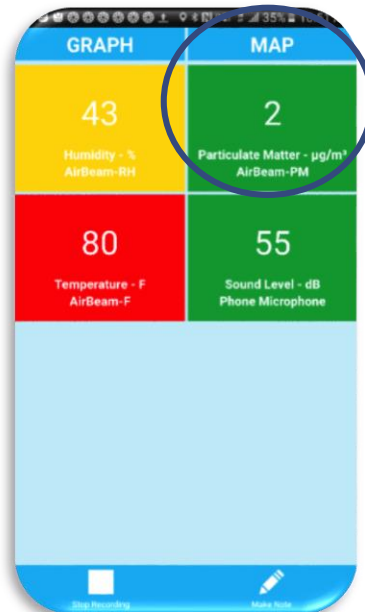 35%
GRAPH MAP
43
Humidity - %
AirBeam-RH
2
Particulate Matter - µg/m³
AirBeam-PM
80
Temperature - F
AirBeam-F
55
Sound Level - dB
Phone Microphone
Stop Recording
Make Note